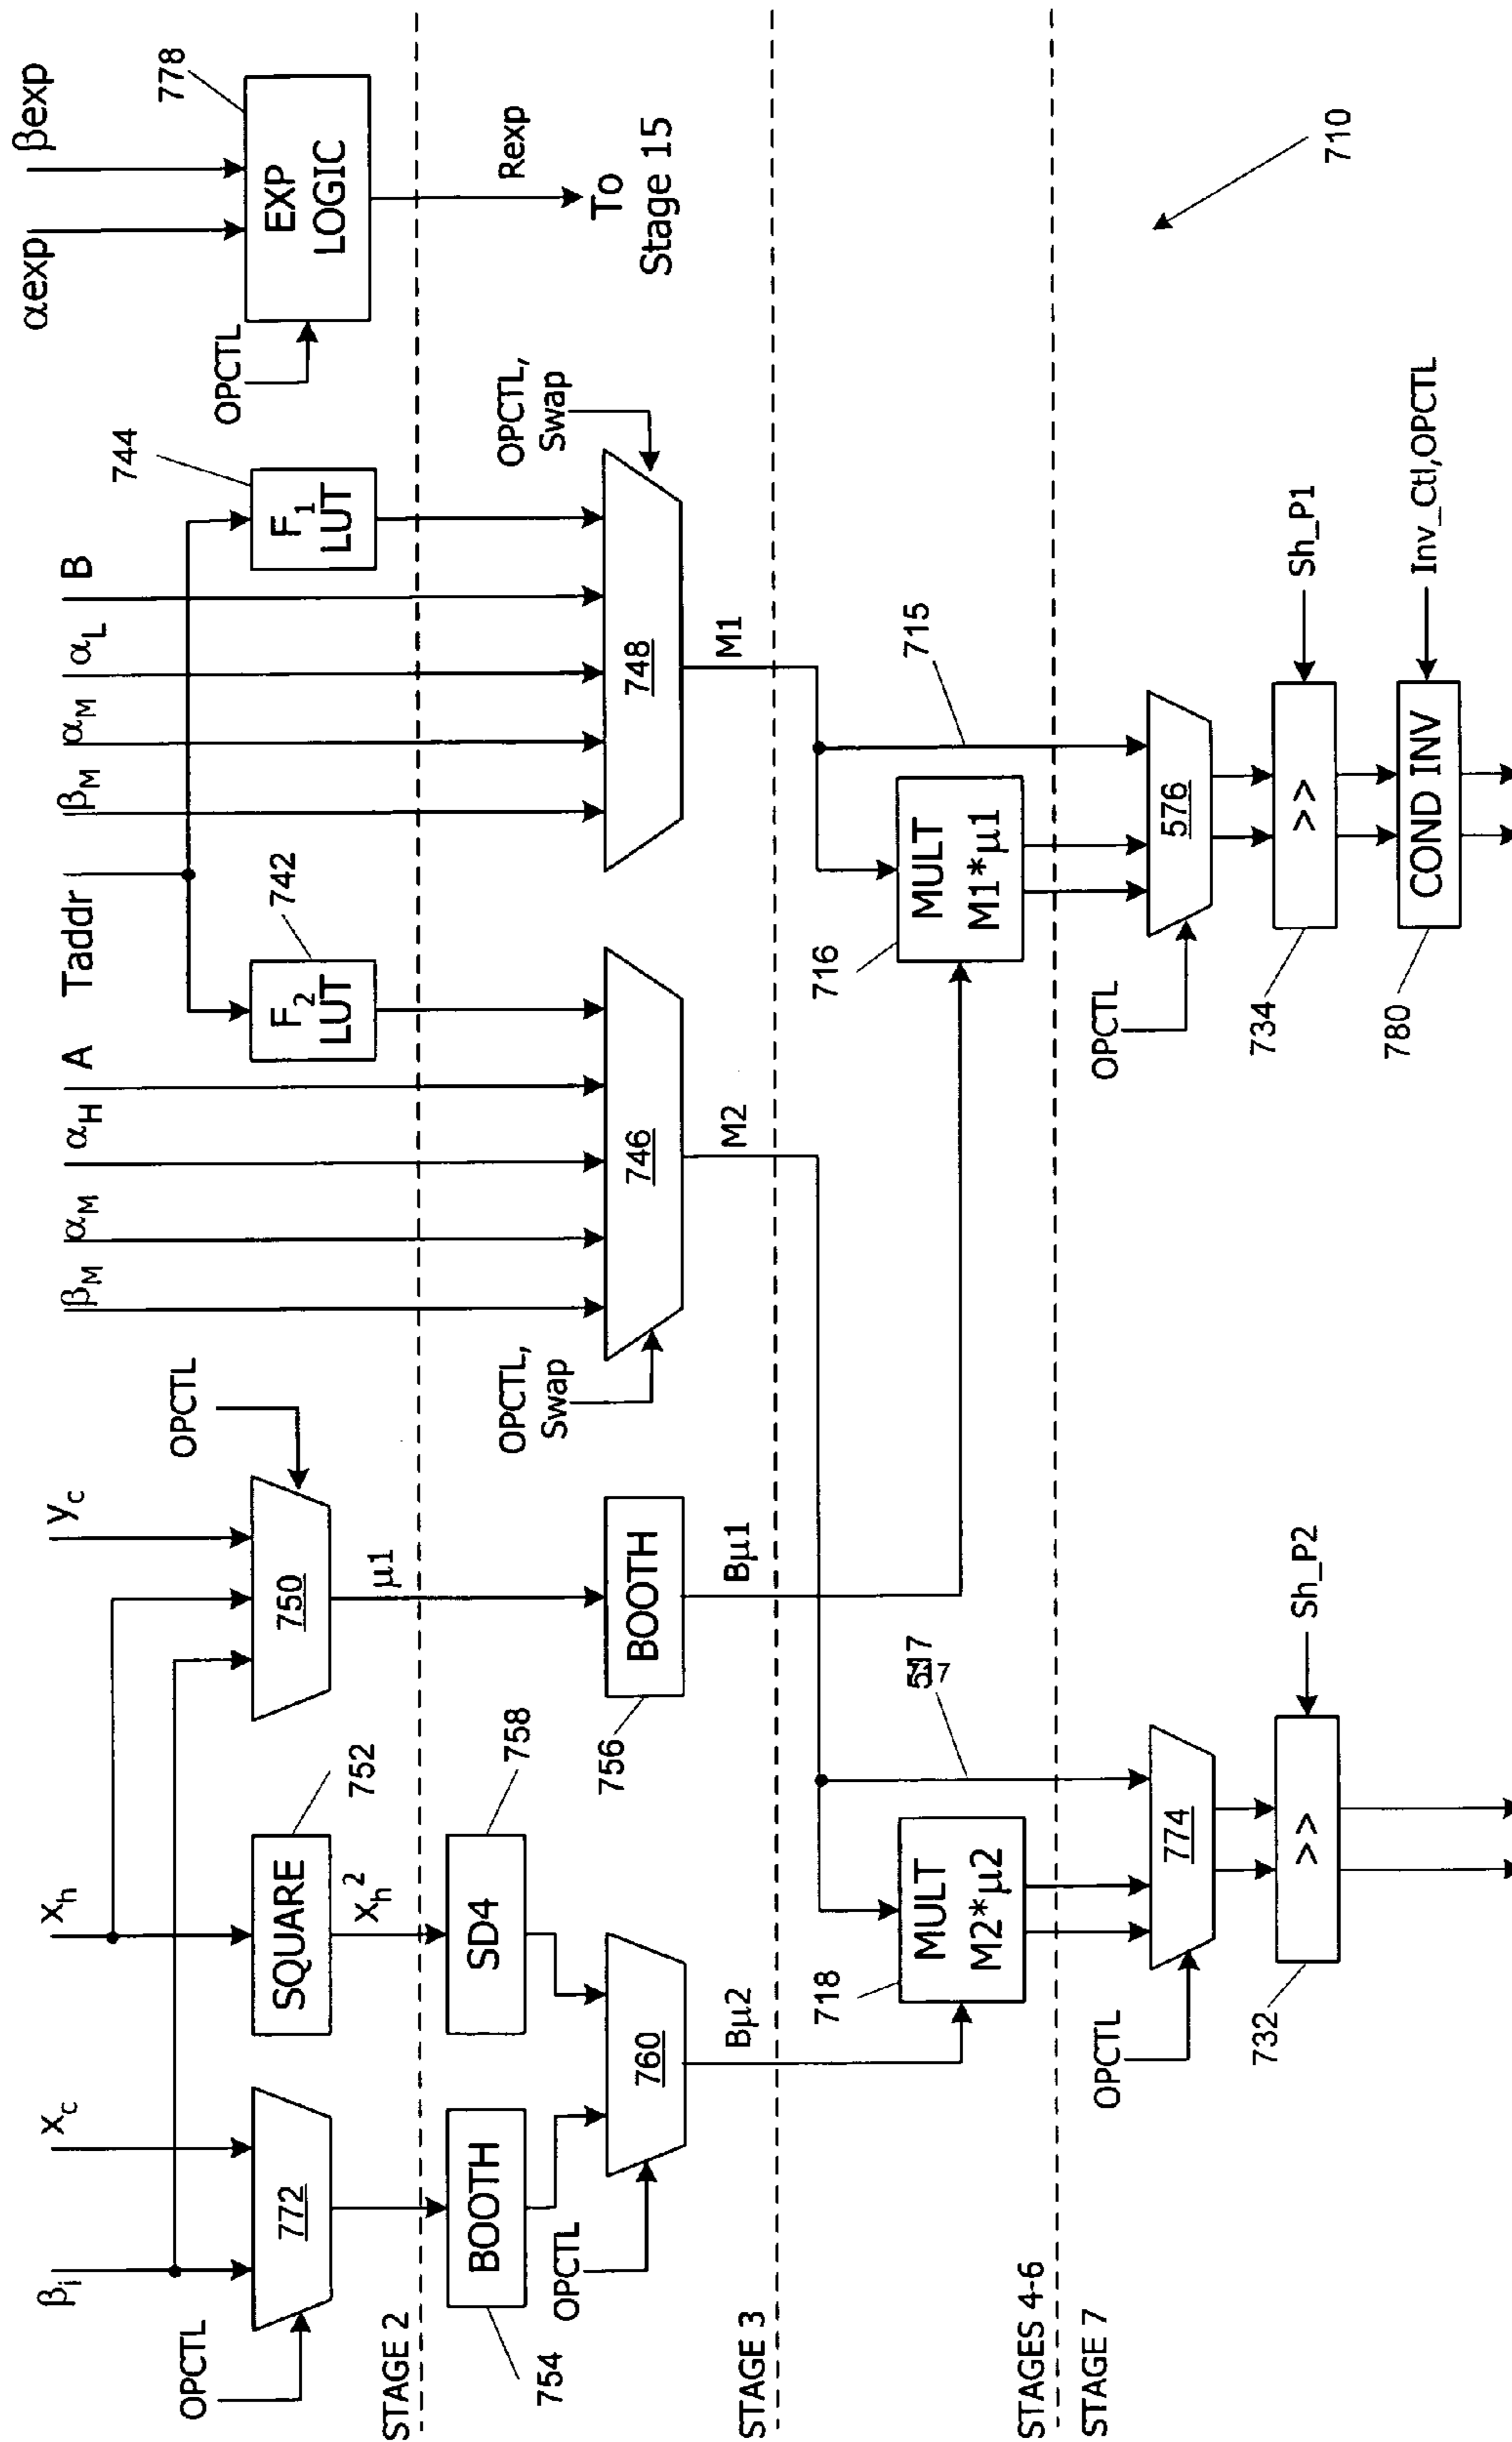 βi
xc
xh
yc
βM
αM
αH
A
Taddr
βM
αM
αL
B
αexp
βexp
OPCTL
772
SQUARE
752
750
OPCTL
F2
LUT
742
F1
LUT
744
OPCTL
EXP
LOGIC
778
STAGE 2
xh²
μ1
Rexp
To
Stage 15
BOOTH
754
SD4
758
OPCTL
760
BOOTH
756
OPCTL,
Swap
746
748
OPCTL,
Swap
STAGE 3
Bμ2
Bμ1
M2
M1
718
MULT
M2*μ2
716
MULT
M1*μ1
715
710
STAGES 4-6
STAGE 7
OPCTL
774
OPCTL
576
732
>>
Sh_P2
734
>>
Sh_P1
780
COND INV
Inv_Ctl,OPCTL